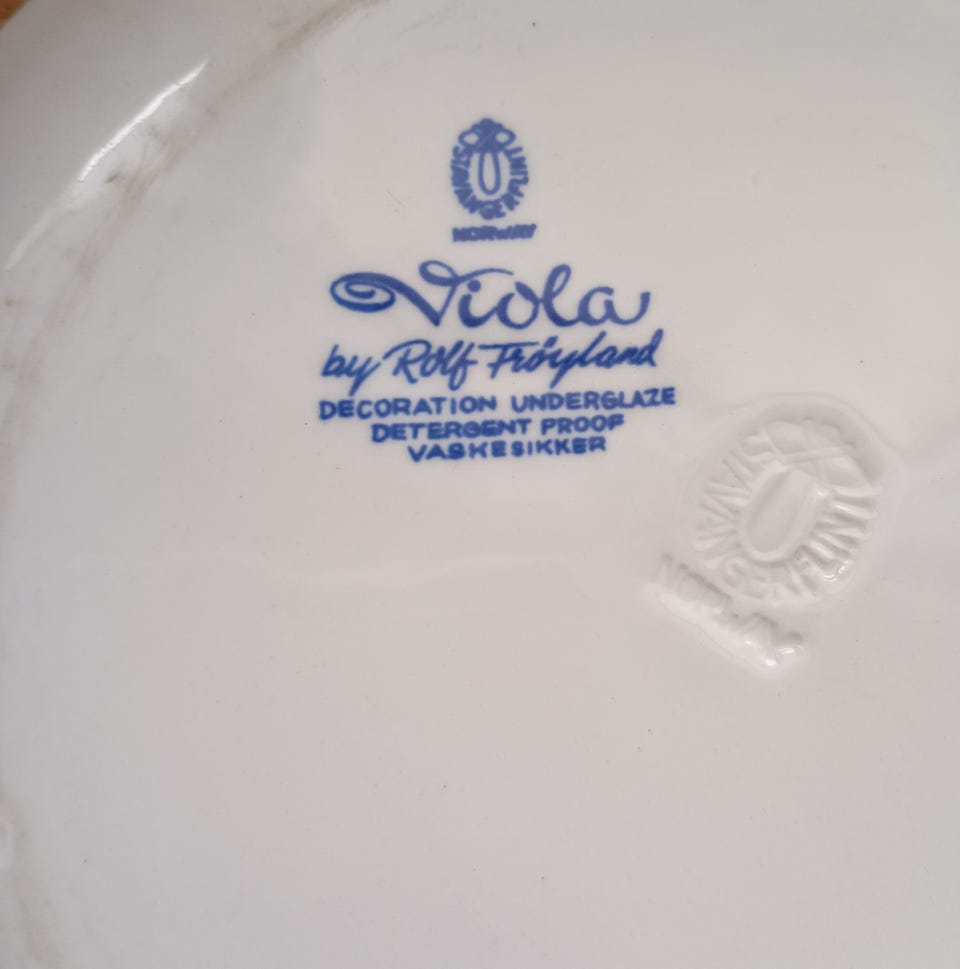 STAVANGERFLINT
NORWAY
Viola
by Rolf Frøyland
DECORATION UNDERGLAZE
DETERGENT PROOF
VASKESIKKER
STAVANGERFLINT
NORWAY